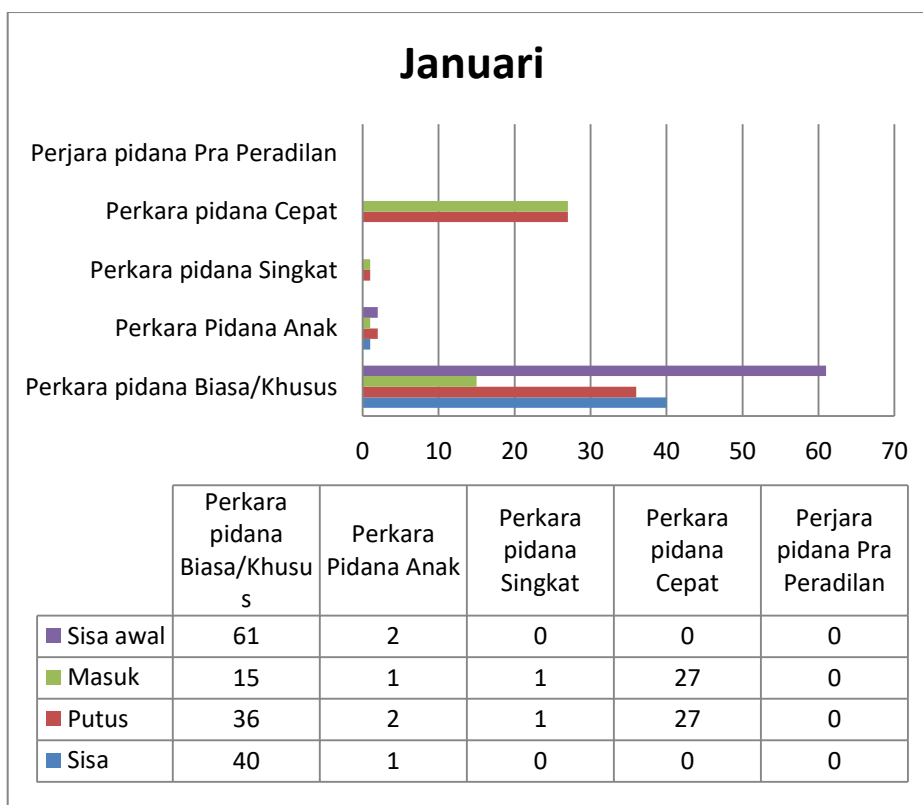 Januari
Perjara pidana Pra Peradilan
Perkara pidana Cepat
Perkara pidana Singkat
Perkara Pidana Anak
Perkara pidana Biasa/Khusus
0 10 20 30 40 50 60 70
Perkara pidana Biasa/Khusu s
Perkara Pidana Anak
Perkara pidana Singkat
Perkara pidana Cepat
Perjara pidana Pra Peradilan
Sisa awal 61 2 0 0 0
Masuk 15 1 1 27 0
Putus 36 2 1 27 0
Sisa 40 1 0 0 0